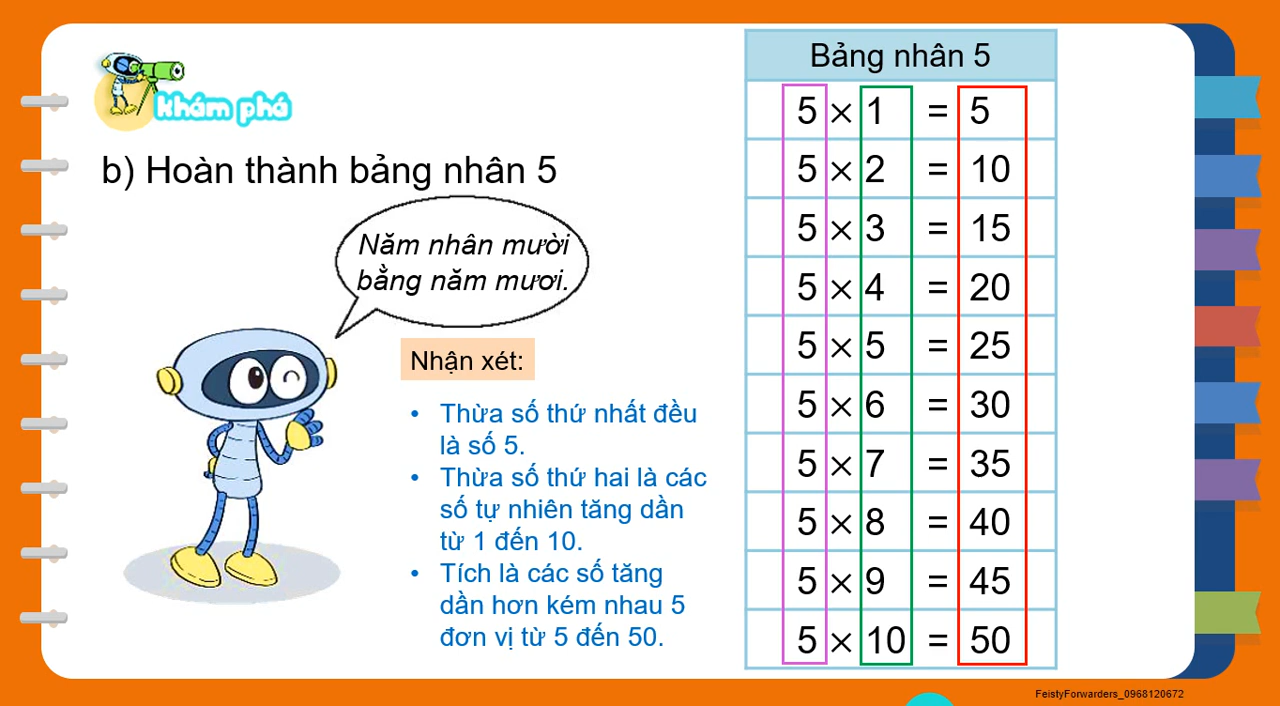 khám phá
b) Hoàn thành bảng nhân 5
Năm nhân mười
bằng năm mươi.
Nhận xét:
• Thừa số thứ nhất đều
là số 5.
• Thừa số thứ hai là các
số tự nhiên tăng dần
từ 1 đến 10.
• Tích là các số tăng
dần hơn kém nhau 5
đơn vị từ 5 đến 50.
Bảng nhân 5
5 × 1 = 5
5 × 2 = 10
5 × 3 = 15
5 × 4 = 20
5 × 5 = 25
5 × 6 = 30
5 × 7 = 35
5 × 8 = 40
5 × 9 = 45
5 × 10 = 50
FeistyForwarders_0968120672